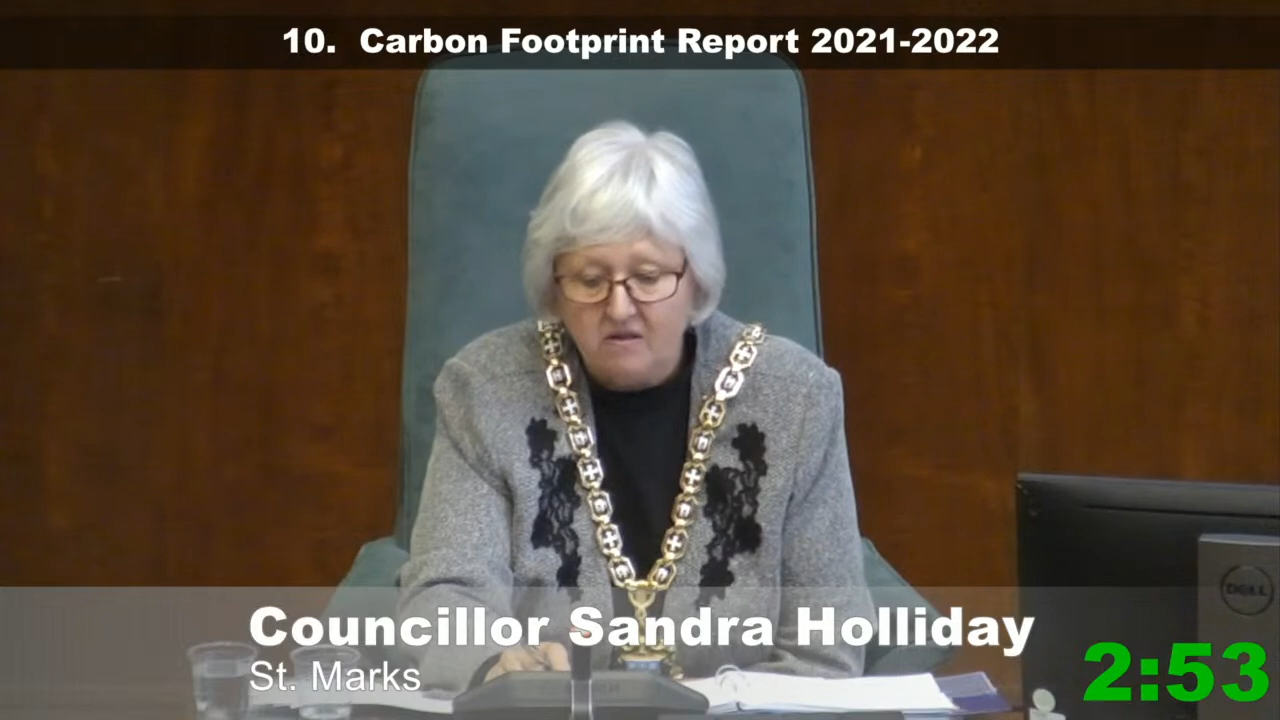 10. Carbon Footprint Report 2021-2022
DELL
Councillor Sandra Holliday
St. Marks
2:53